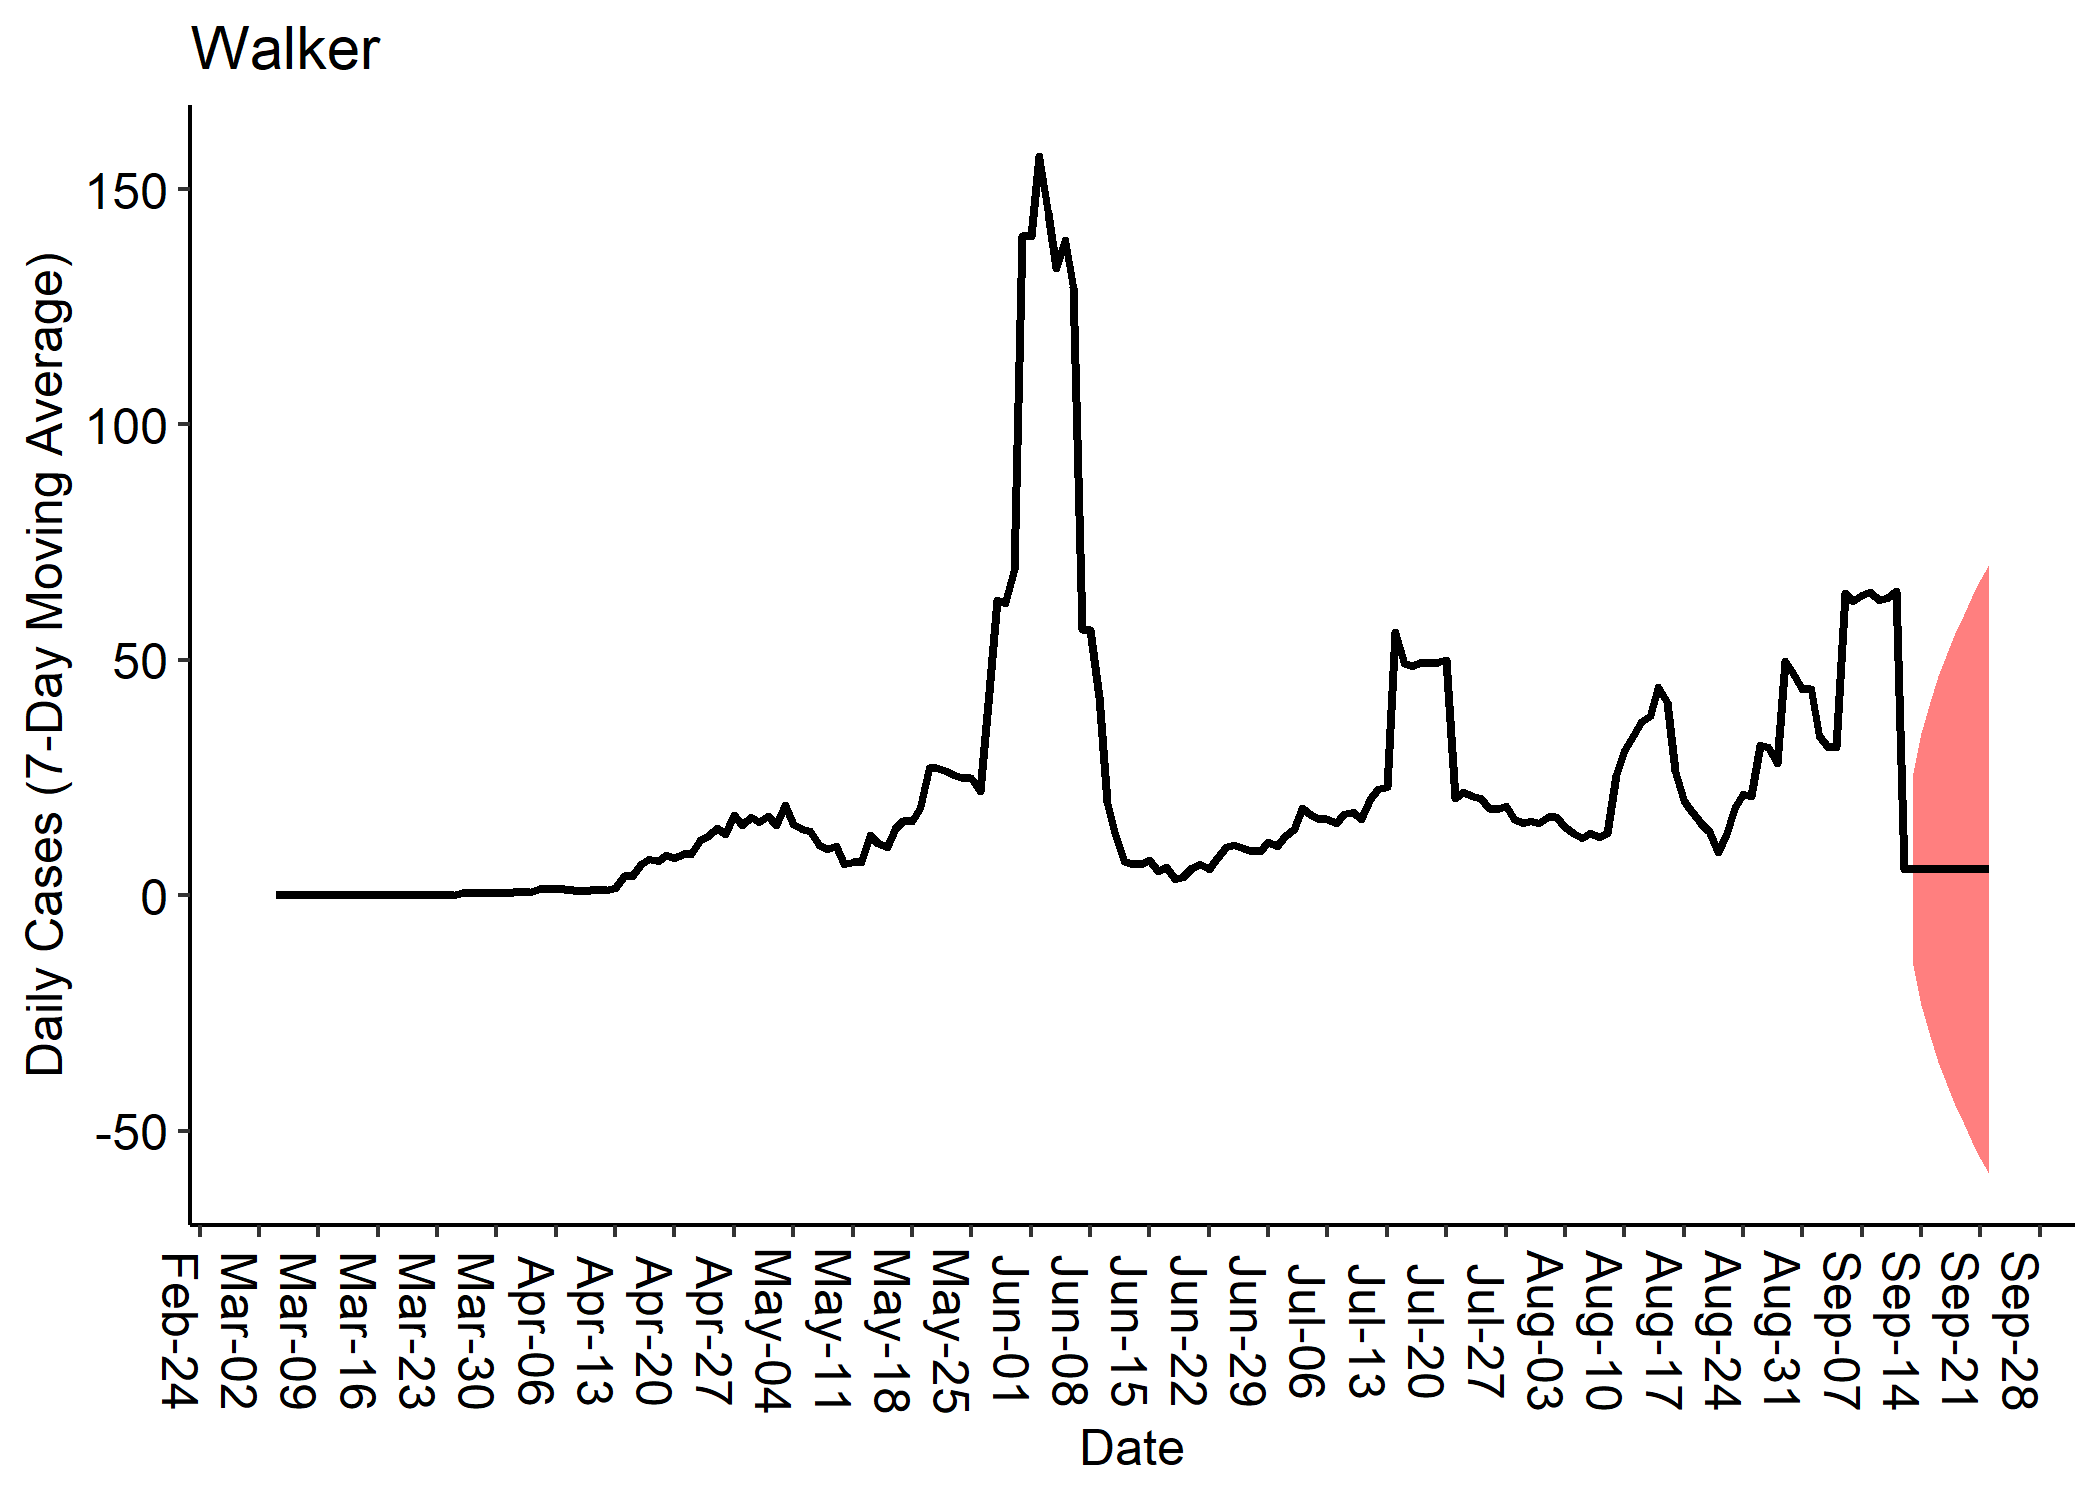 Walker
Daily Cases (7-Day Moving Average)
150
100
50
0
-50
Feb-24
Mar-02
Mar-09
Mar-16
Mar-23
Mar-30
Apr-06
Apr-13
Apr-20
Apr-27
May-04
May-11
May-18
May-25
Jun-01
Jun-08
Jun-15
Jun-22
Jun-29
Jul-06
Jul-13
Jul-20
Jul-27
Aug-03
Aug-10
Aug-17
Aug-24
Aug-31
Sep-07
Sep-14
Sep-21
Sep-28
Date